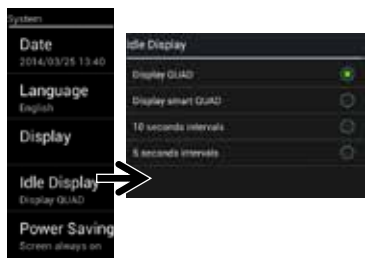 System
Date
2014/03/25 13:40
Language
English
Display
Idle Display
Display QUAD
Power Saving
Screen always on
Idle Display
Display QUAD
Display smart QUAD
10 seconds intervals
5 seconds intervals